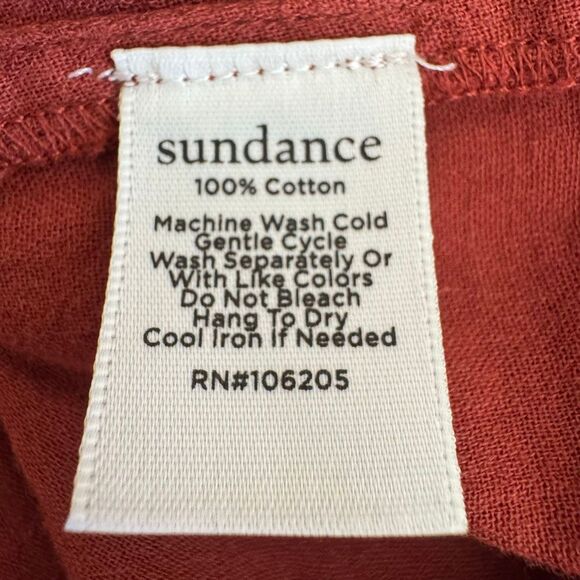 sundance
100% Cotton
Machine Wash Cold
Gentle Cycle
Wash Separately Or
With Like Colors
Do Not Bleach
Hang To Dry
Cool Iron If Needed
RN#106205